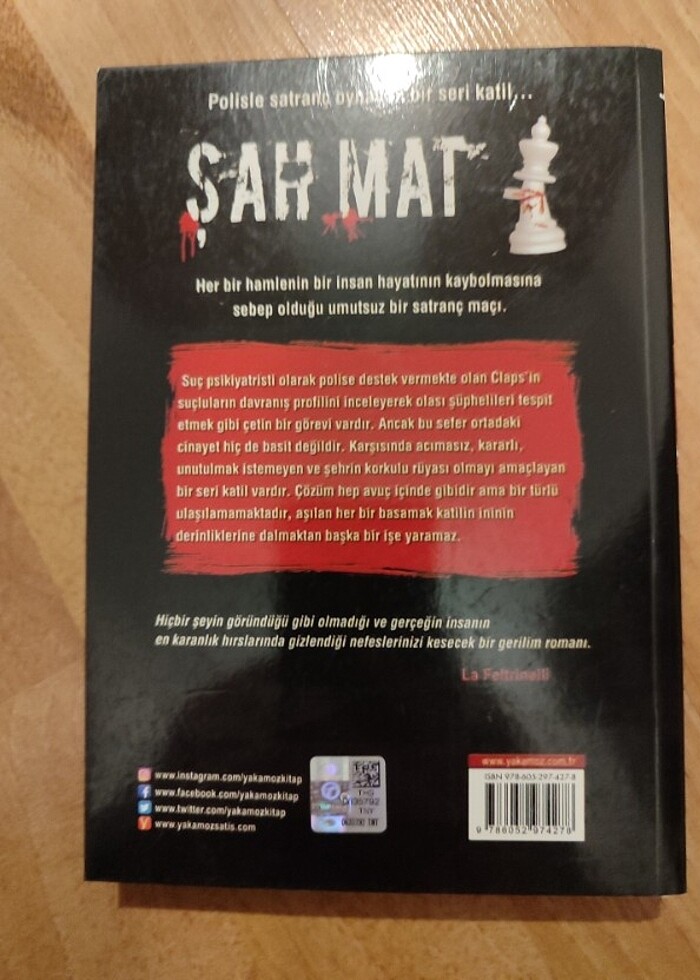 Polisle satranç oynayan bir seri katil...
ŞAH MAT
Her bir hamlenin bir insan hayatının kaybolmasına
sebep olduğu umutsuz bir satranç maçı.
Suç psikiyatristi olarak polise destek vermekte olan Claps'in
suçluların davranış profilini inceleyerek olası şüphelileri tespit
etmek gibi çetin bir görevi vardır. Ancak bu sefer ortadaki
cinayet hiç de basit değildir. Karşısında acımasız, kararlı,
unutulmak istemeyen ve şehrin korkulu rüyası olmayı amaçlayan
bir seri katil vardır. Çözüm hep avuç içinde gibidir ama bir türlü
ulaşılamamaktadır, aşılan her bir basamak katilin ininin
derinliklerine dalmaktan başka bir işe yaramaz.
Hiçbir şeyin göründüğü gibi olmadığı ve gerçeğin insanın
en karanlık hırslarında gizlendiği nefeslerinizi kesecek bir gerilim romanı.
La Feltrinelli
www.instagram.com/yakamozkitap
www.facebook.com/yakamozkitap
www.twitter.com/yakamozkitap
www.yakamozsatis.com
www.yakamoz.com.tr
ISBN 978-605-297-427-8
9 786052 974278